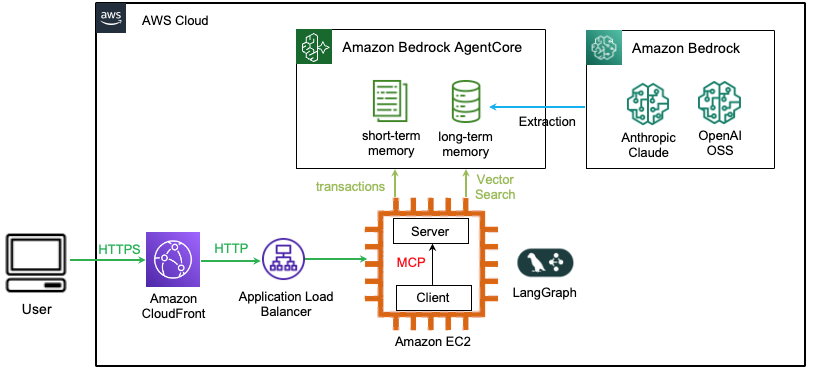 aws
AWS Cloud
Amazon Bedrock AgentCore
short-term
memory
long-term
memory
Amazon Bedrock
Extraction
Anthropic
Claude
OpenAI
OSS
transactions
Vector
Search
HTTPS
HTTP
Server
MCP
Client
User
Amazon
CloudFront
Application Load
Balancer
LangGraph
Amazon EC2